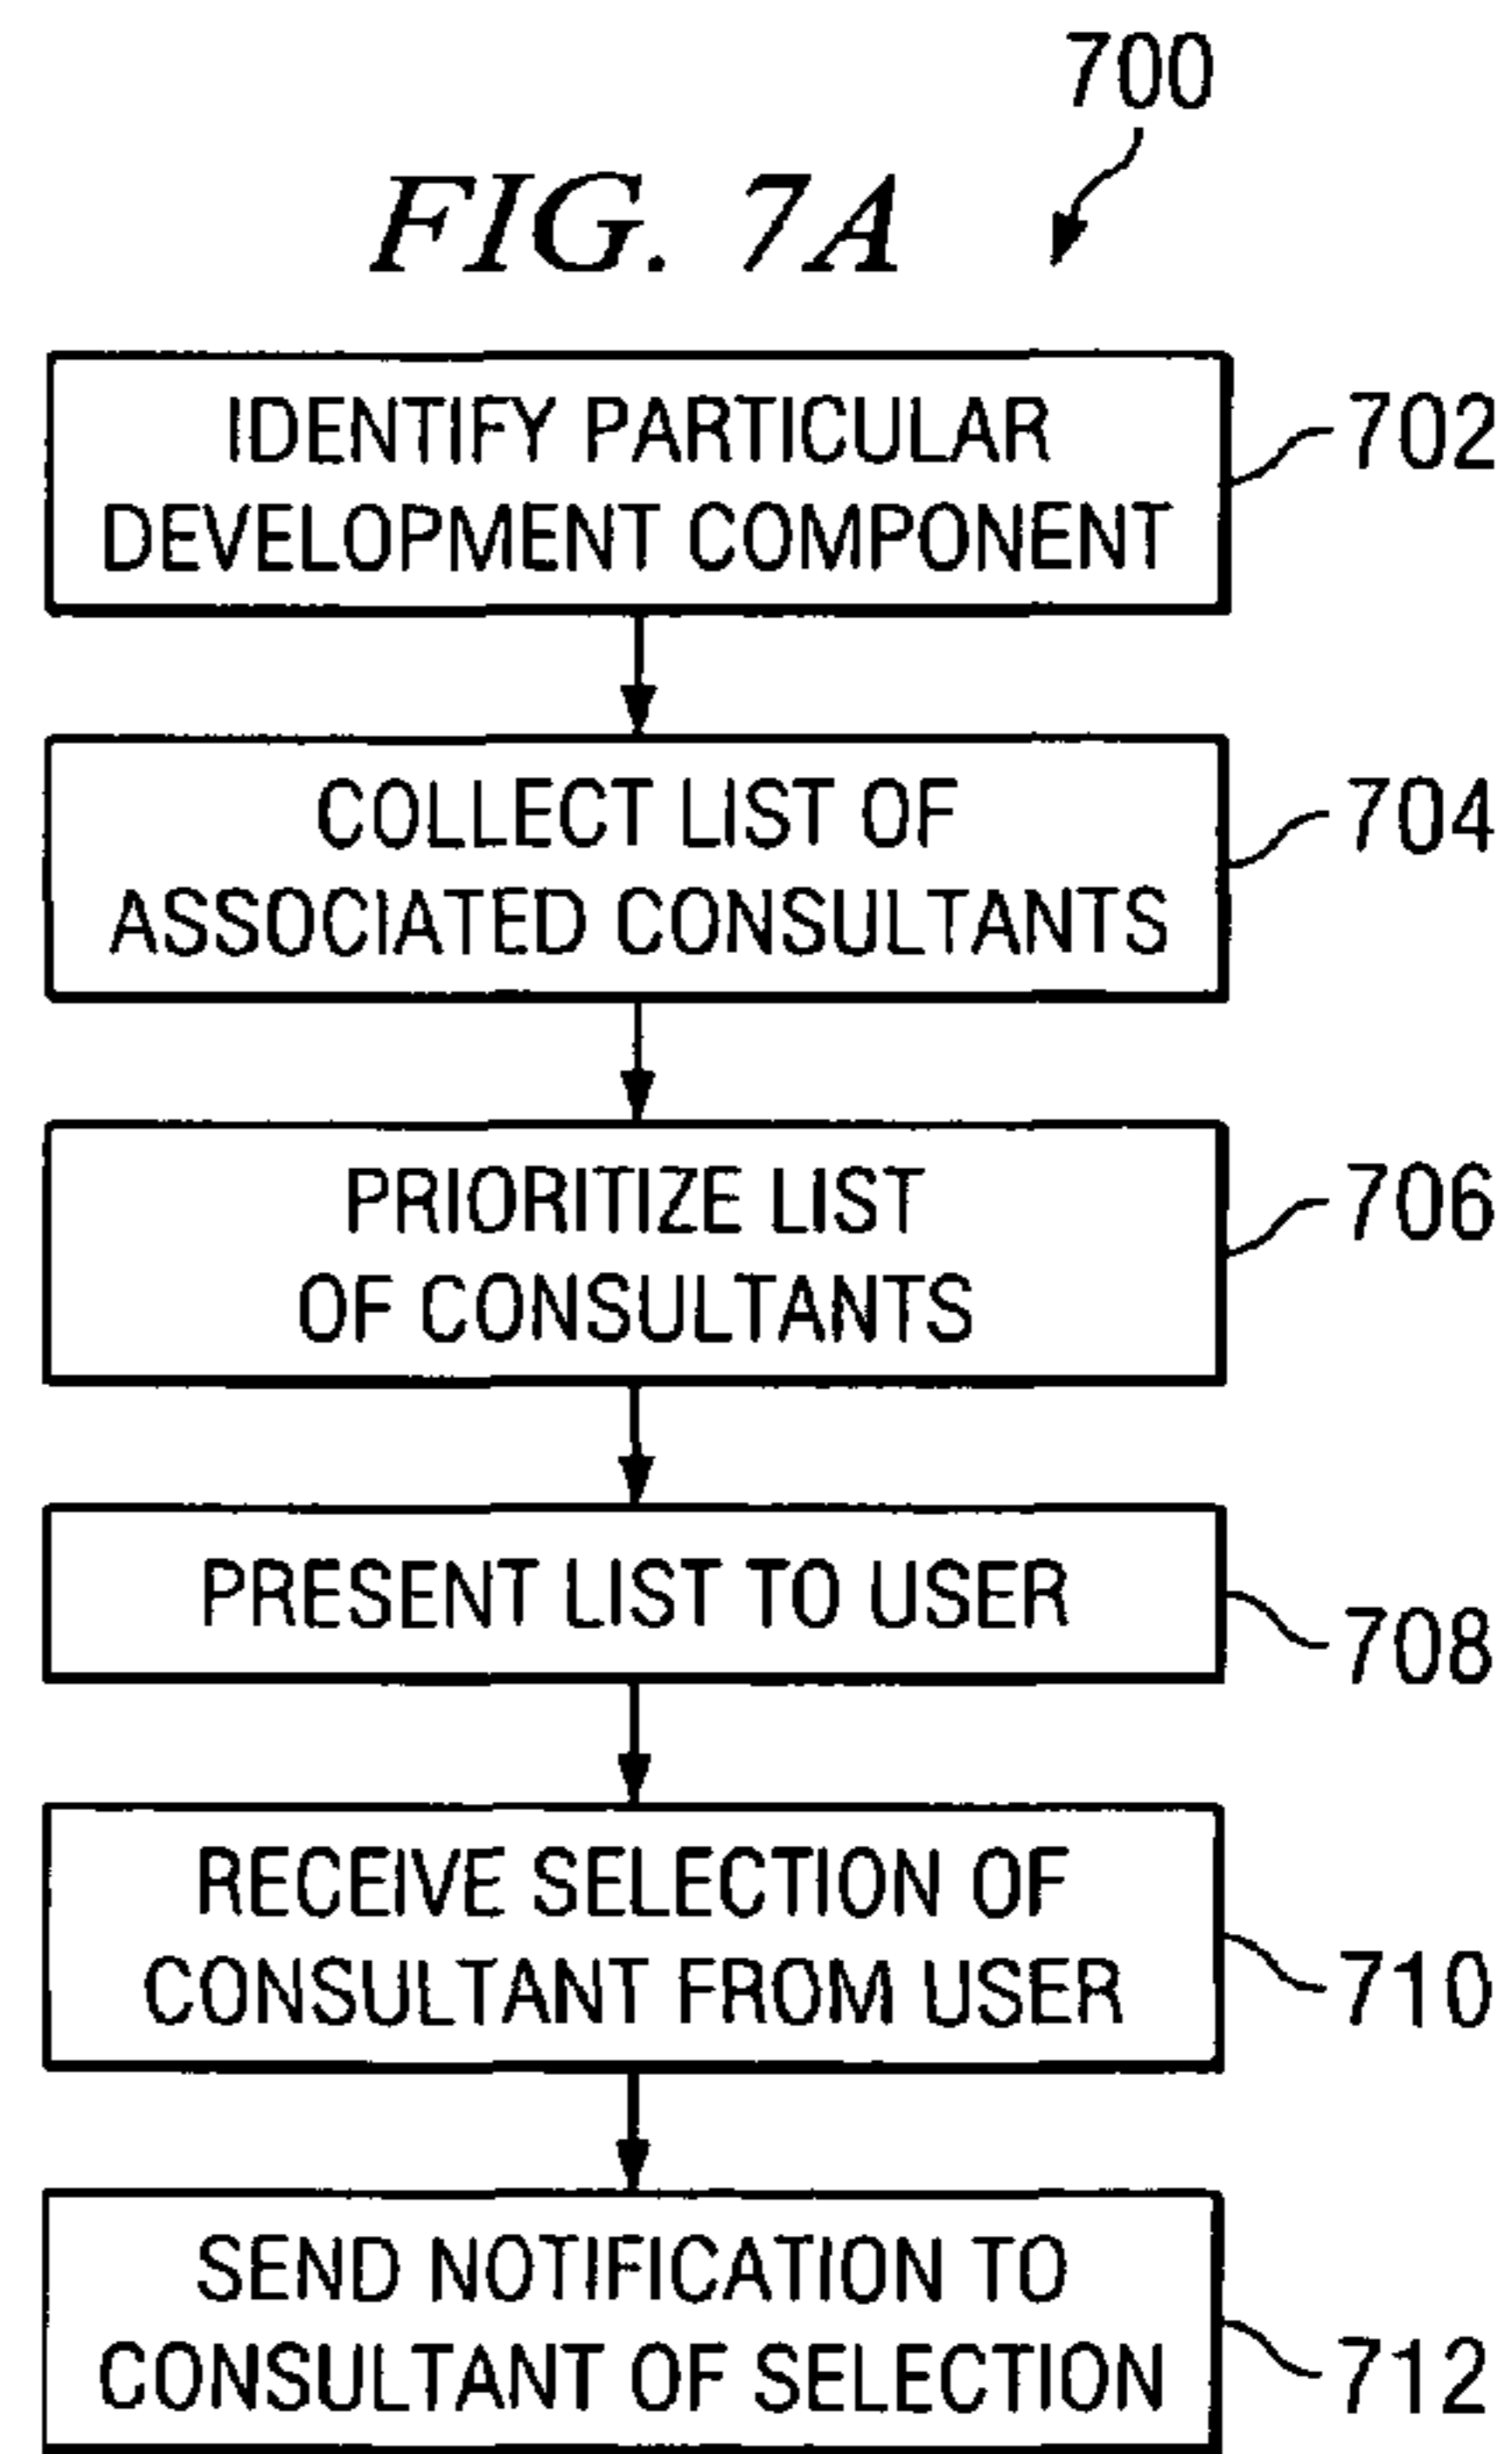 700
FIG. 7A
IDENTIFY PARTICULAR
DEVELOPMENT COMPONENT
702
COLLECT LIST OF
ASSOCIATED CONSULTANTS
704
PRIORITIZE LIST
OF CONSULTANTS
706
PRESENT LIST TO USER
708
RECEIVE SELECTION OF
CONSULTANT FROM USER
710
SEND NOTIFICATION TO
CONSULTANT OF SELECTION
712